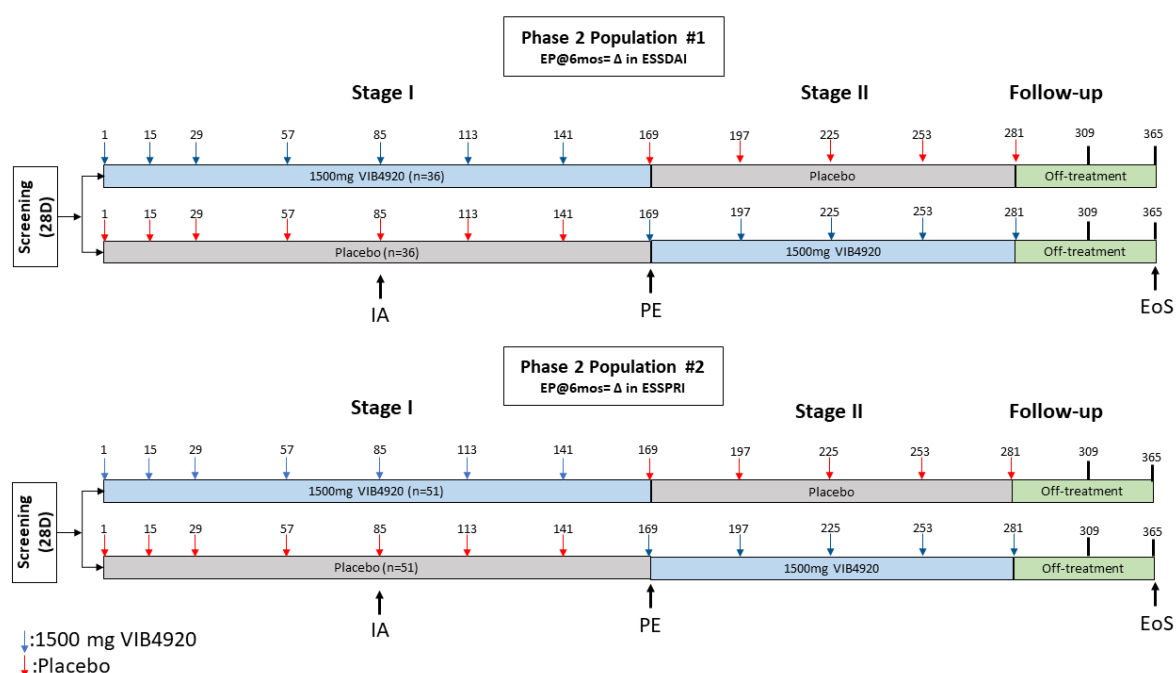 Phase 2 Population #1
EP@6mos= Δ in ESSDAI
Stage I
Stage II
Follow-up
1 15 29 57 85 113 141 169 197 225 253 281 309 365
Screening
(28D)
1500mg VIB4920 (n=36)
Placebo
Off-treatment
1 15 29 57 85 113 141 169 197 225 253 281 309 365
Placebo (n=36)
1500mg VIB4920
Off-treatment
IA
PE
EoS
Phase 2 Population #2
EP@6mos= Δ in ESSPRI
Stage I
Stage II
Follow-up
1 15 29 57 85 113 141 169 197 225 253 281 309 365
Screening
(28D)
1500mg VIB4920 (n=51)
Placebo
Off-treatment
1 15 29 57 85 113 141 169 197 225 253 281 309 365
Placebo (n=51)
1500mg VIB4920
Off-treatment
IA
PE
EoS
:1500 mg VIB4920
:Placebo